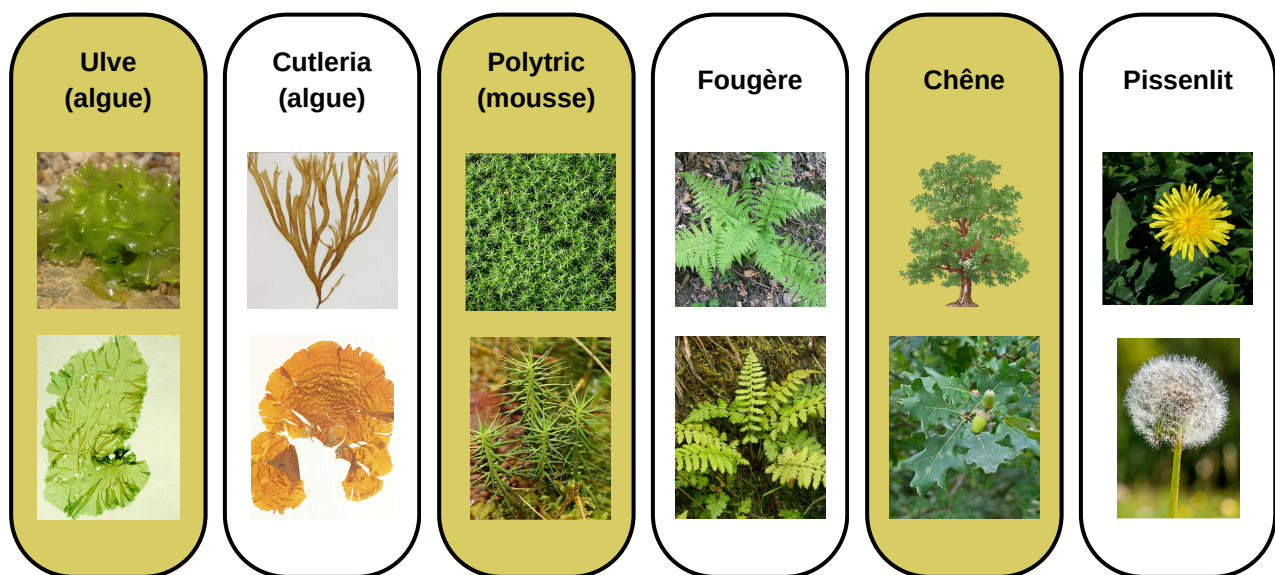 Ulve
(algue)
Cutleria
(algue)
Polytric
(mousse)
Fougère
Chêne
Pissenlit